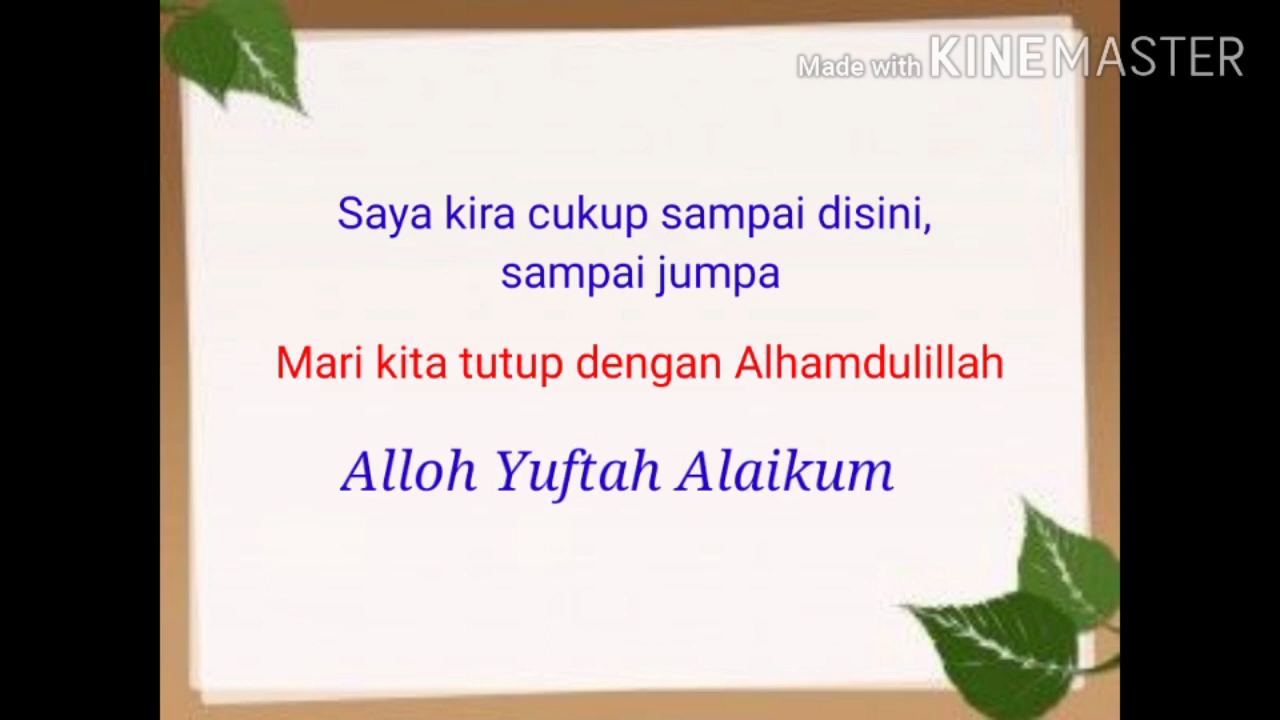 Made with KINEMASTER
Saya kira cukup sampai disini,
sampai jumpa
Mari kita tutup dengan Alhamdulillah
Alloh Yuftah Alaikum